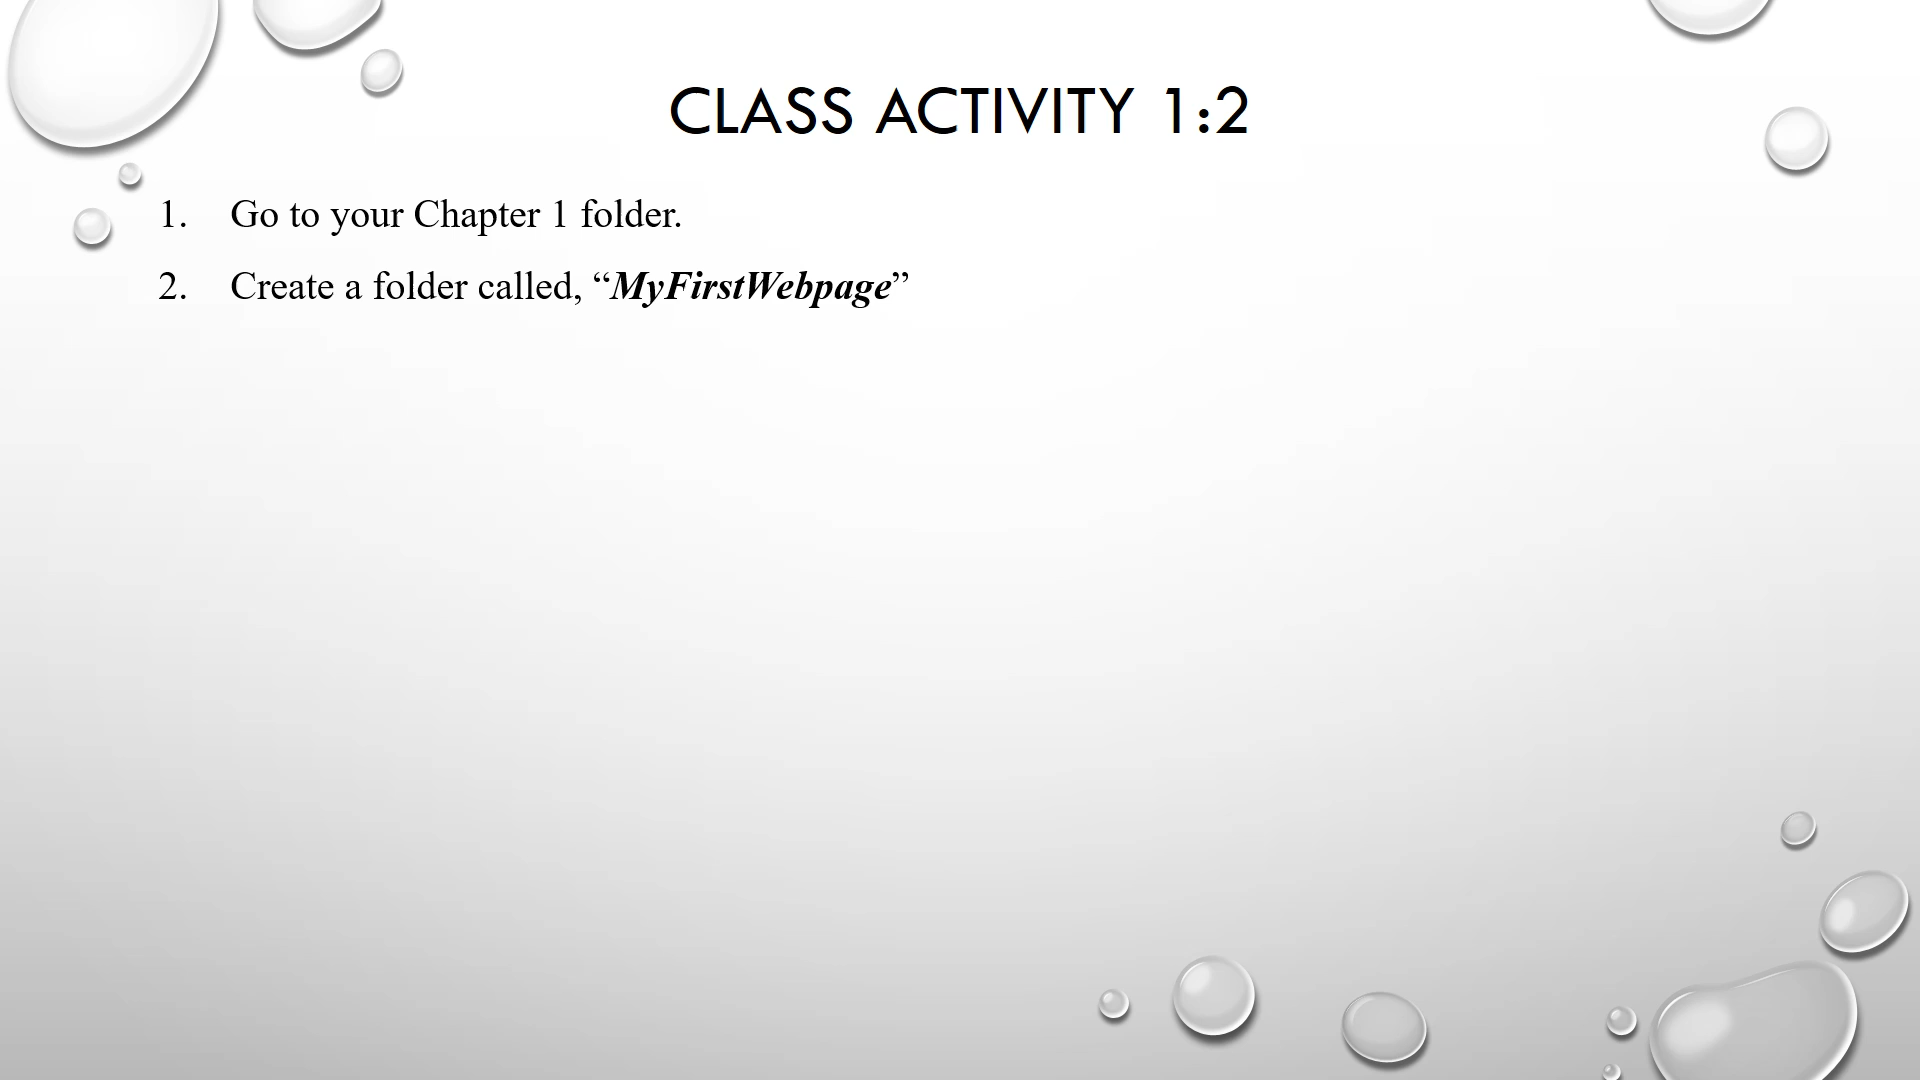 CLASS ACTIVITY 1:2
1. Go to your Chapter 1 folder.
2. Create a folder called, “MyFirstWebpage”